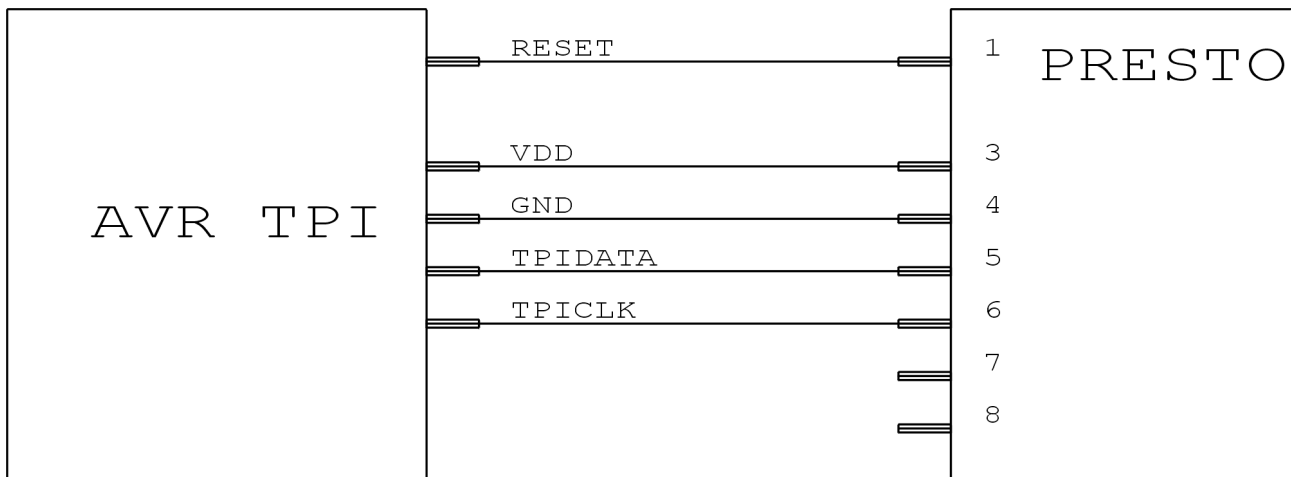 RESET 1 PRESTO
VDD 3
AVR TPI GND 4
TPIDATA 5
TPICLK 6
7
8